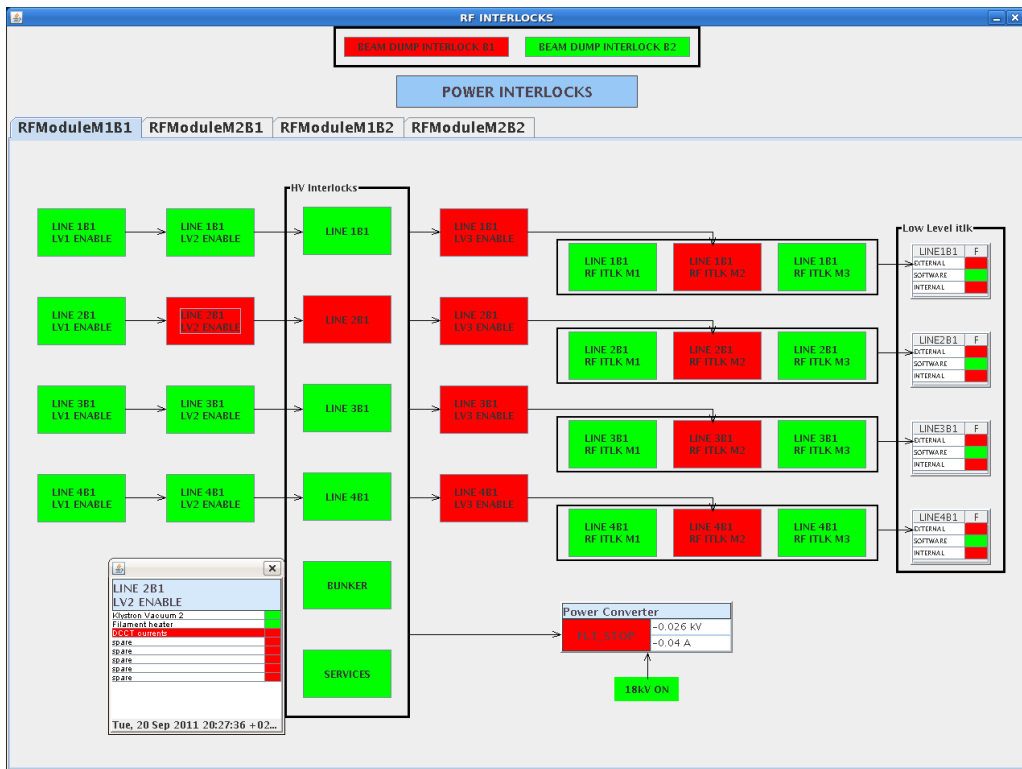 RF INTERLOCKS
BEAM DUMP INTERLOCK B1
BEAM DUMP INTERLOCK B2
POWER INTERLOCKS
RFModuleM1B1
RFModuleM2B1
RFModuleM1B2
RFModuleM2B2
HV Interlocks
Low Level itlk
LINE 1B1
LV1 ENABLE
LINE 1B1
LV2 ENABLE
LINE 1B1
LINE 1B1
LV3 ENABLE
LINE 1B1
RF ITLK M1
LINE 1B1
RF ITLK M2
LINE 1B1
RF ITLK M3
LINE1B1 F
EXTERNAL
SOFTWARE
INTERNAL
LINE 2B1
LV1 ENABLE
LINE 2B1
LV2 ENABLE
LINE 2B1
LINE 2B1
LV3 ENABLE
LINE 2B1
RF ITLK M1
LINE 2B1
RF ITLK M2
LINE 2B1
RF ITLK M3
LINE2B1 F
EXTERNAL
SOFTWARE
INTERNAL
LINE 3B1
LV1 ENABLE
LINE 3B1
LV2 ENABLE
LINE 3B1
LINE 3B1
LV3 ENABLE
LINE 3B1
RF ITLK M1
LINE 3B1
RF ITLK M2
LINE 3B1
RF ITLK M3
LINE3B1 F
EXTERNAL
SOFTWARE
INTERNAL
LINE 4B1
LV1 ENABLE
LINE 4B1
LV2 ENABLE
LINE 4B1
LINE 4B1
LV3 ENABLE
LINE 4B1
RF ITLK M1
LINE 4B1
RF ITLK M2
LINE 4B1
RF ITLK M3
LINE4B1 F
EXTERNAL
SOFTWARE
INTERNAL
LINE 2B1
LV2 ENABLE
Klystron Vacuum 2
Filament heater
DCCT currents
spare
spare
spare
spare
spare
Tue, 20 Sep 2011 20:27:36 +02...
BUNKER
SERVICES
Power Converter
FLT_STOP
-0.026 kV
-0.04 A
18kV ON